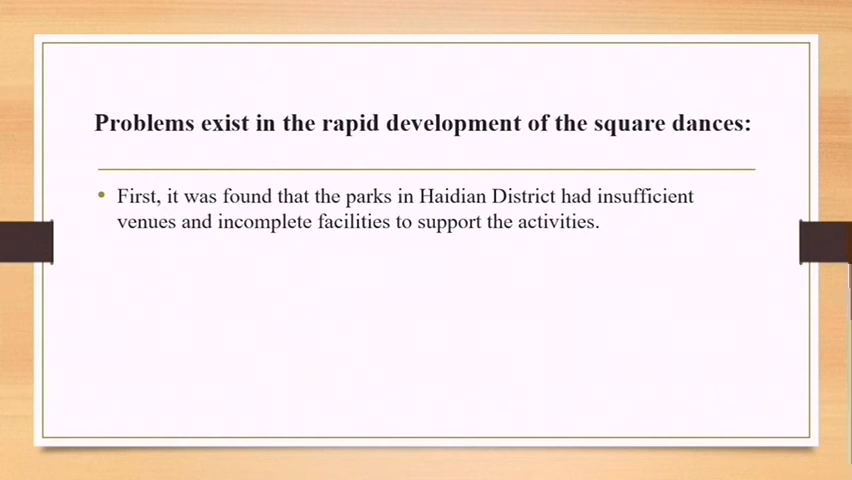 Problems exist in the rapid development of the square dances:
• First, it was found that the parks in Haidian District had insufficient
venues and incomplete facilities to support the activities.